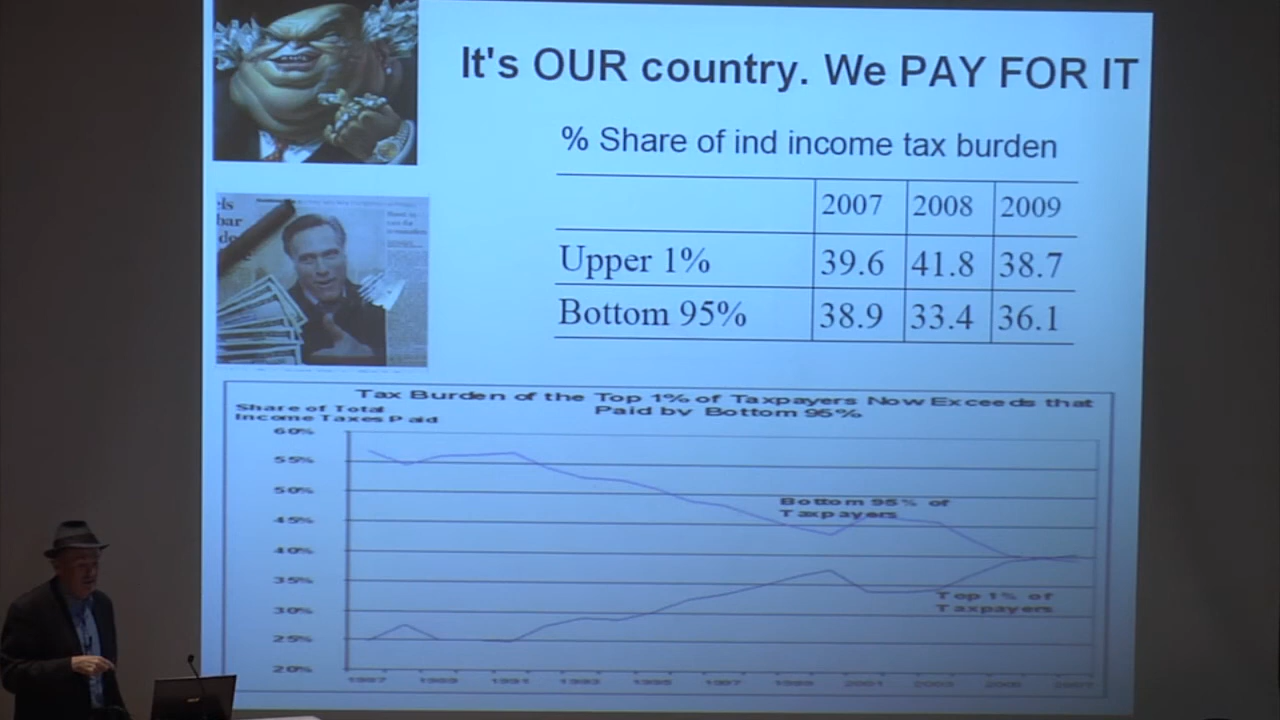 It's OUR country. We PAY FOR IT
% Share of ind income tax burden
2007 2008 2009
Upper 1% 39.6 41.8 38.7
Bottom 95% 38.9 33.4 36.1
Tax Burden of the Top 1% of Taxpayers Now Exceeds that
Paid by Bottom 95%
Share of Total
Income Taxes Paid
60%
55%
50%
45%
40%
35%
30%
25%
20%
Bottom 95% of
Taxpayers
Top 1% of
Taxpayers
1987 1989 1991 1993 1995 1997 1999 2001 2003 2005 2007